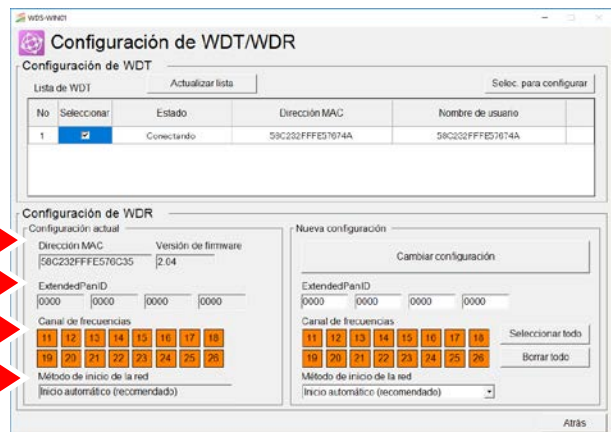 WDS-WIN01
Configuración de WDT/WDR
Configuración de WDT
Lista de WDT Actualizar lista Selec. para configurar
No Seleccionar Estado Dirección MAC Nombre de usuario
1 Conectando 58C232FFFE57674A 58C232FFFE57674A
Configuración de WDR
Configuración actual Nueva configuración
Dirección MAC Versión de firmware Cambiar configuración
58C232FFFE576C35 2.04
ExtendedPanID ExtendedPanID
0000 0000 0000 0000 0000 0000 0000 0000
Canal de frecuencias Canal de frecuencias
11 12 13 14 15 16 17 18 11 12 13 14 15 16 17 18 Seleccionar todo
19 20 21 22 23 24 25 26 19 20 21 22 23 24 25 26 Borrar todo
Método de inicio de la red Método de inicio de la red
Inicio automático (recomendado) Inicio automático (recomendado)
Atrás